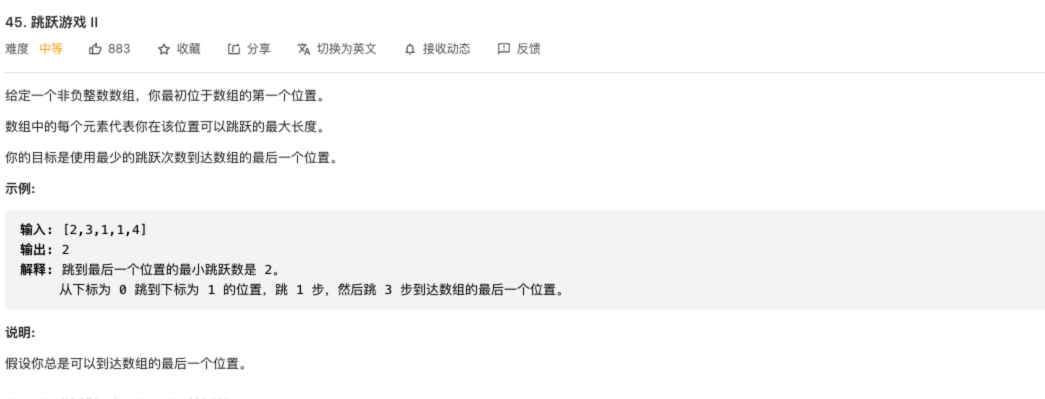 45. 跳跃游戏 II
难度 中等 883 收藏 分享 切换为英文 接收动态 反馈
给定一个非负整数数组，你最初位于数组的第一个位置。
数组中的每个元素代表你在该位置可以跳跃的最大长度。
你的目标是使用最少的跳跃次数到达数组的最后一个位置。
示例:
输入: [2,3,1,1,4]
输出: 2
解释: 跳到最后一个位置的最小跳跃数是 2。
从下标为 0 跳到下标为 1 的位置，跳 1 步，然后跳 3 步到达数组的最后一个位置。
说明:
假设你总是可以到达数组的最后一个位置。